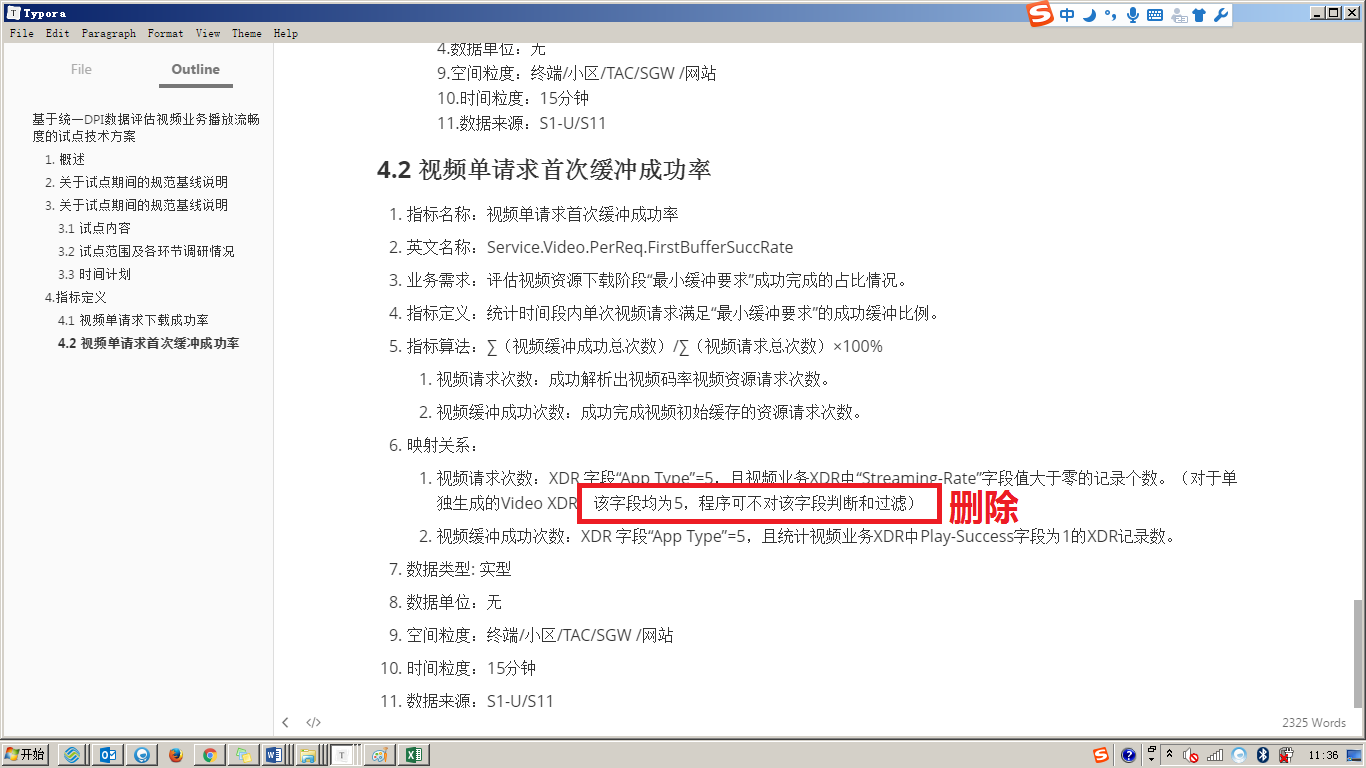 Typora
中
File Edit Paragraph Format View Theme Help
File Outline
基于统一DPI数据评估视频业务播放流畅
度的试点技术方案
1. 概述
2. 关于试点期间的规范基线说明
3. 关于试点期间的规范基线说明
3.1 试点内容
3.2 试点范围及各环节调研情况
3.3 时间计划
4.指标定义
4.1 视频单请求下载成功率
4.2 视频单请求首次缓冲成功率
4.数据单位：无
9.空间粒度：终端/小区/TAC/SGW /网站
10.时间粒度：15分钟
11.数据来源：S1-U/S11
4.2 视频单请求首次缓冲成功率
1. 指标名称：视频单请求首次缓冲成功率
2. 英文名称：Service.Video.PerReq.FirstBufferSuccRate
3. 业务需求：评估视频资源下载阶段“最小缓冲要求”成功完成的占比情况。
4. 指标定义：统计时间段内单次视频请求满足“最小缓冲要求”的成功缓冲比例。
5. 指标算法：∑（视频缓冲成功总次数）/∑（视频请求总次数）×100%
1. 视频请求次数：成功解析出视频码率视频资源请求次数。
2. 视频缓冲成功次数：成功完成视频初始缓存的资源请求次数。
6. 映射关系：
1. 视频请求次数：XDR 字段“App Type”=5，且视频业务XDR中“Streaming-Rate”字段值大于零的记录个数。（对于单
独生成的Video XDR 该字段均为5，程序可不对该字段判断和过滤） 删除
2. 视频缓冲成功次数：XDR 字段“App Type”=5，且统计视频业务XDR中Play-Success字段为1的XDR记录数。
7. 数据类型: 实型
8. 数据单位：无
9. 空间粒度：终端/小区/TAC/SGW /网站
10. 时间粒度：15分钟
11. 数据来源：S1-U/S11
</> 2325 Words
开始 11:36